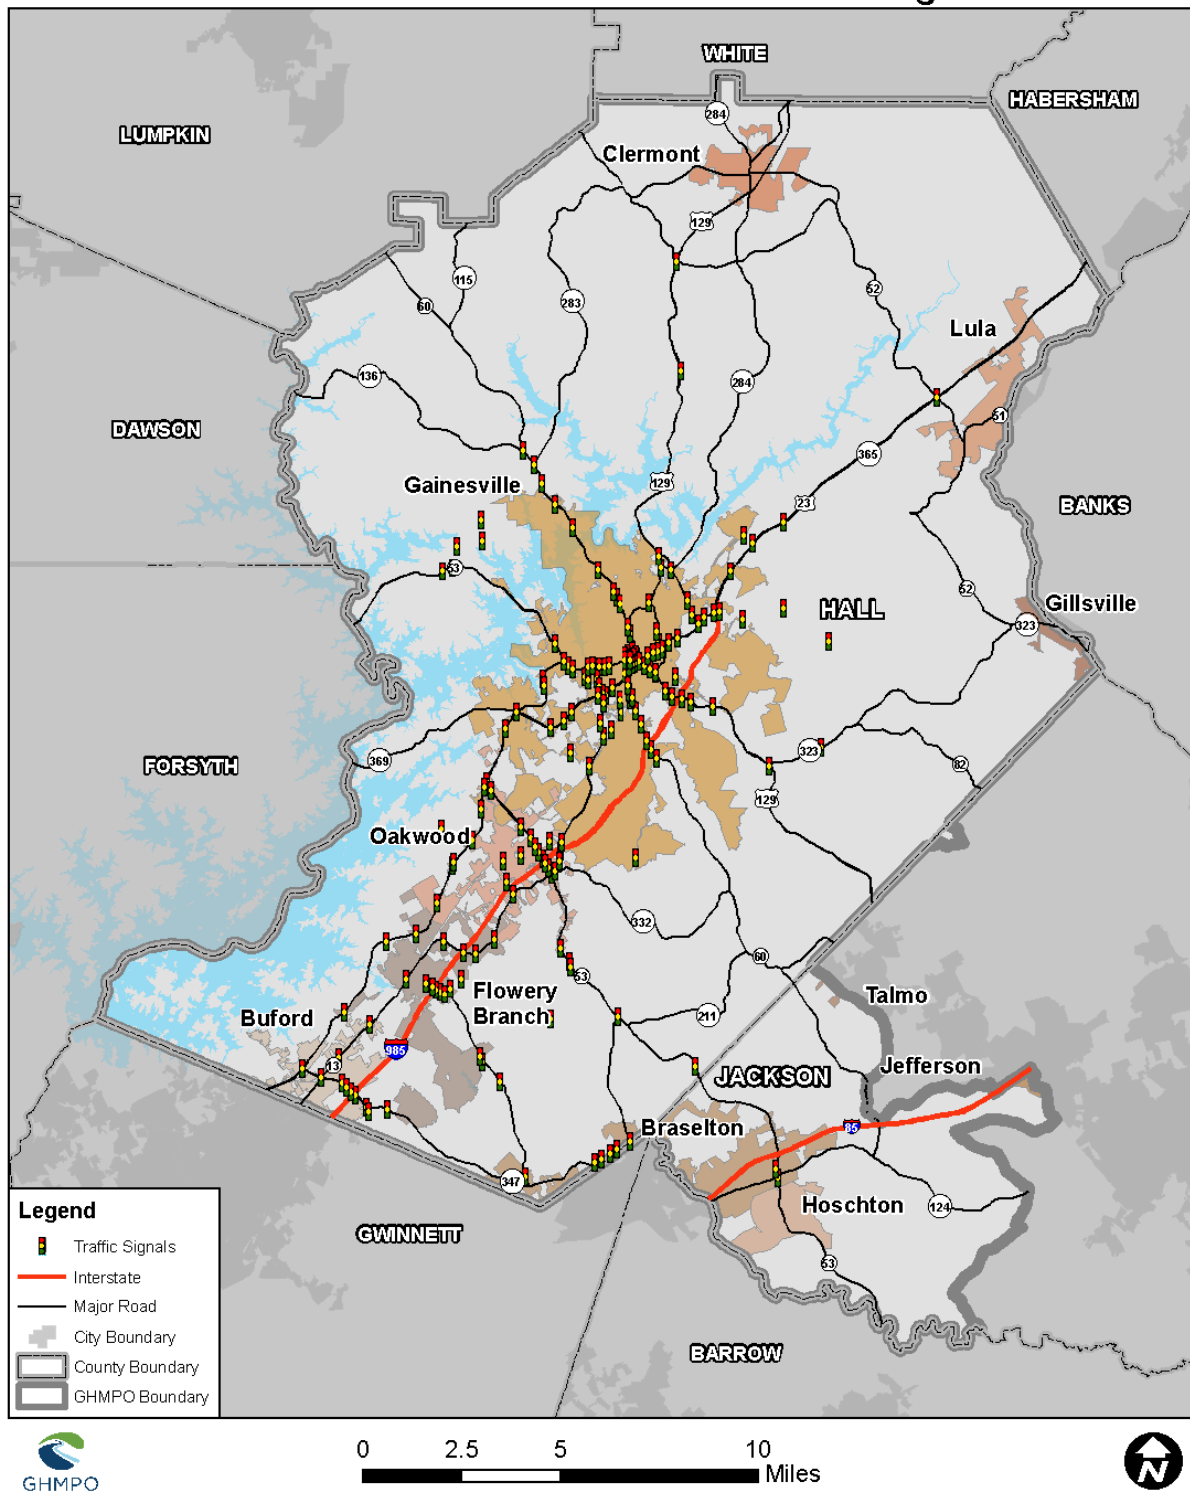 g
WHITE
HABERSHAM
284
LUMPKIN
Clermont
129
115
60
283
52
Lula
136
284
51
DAWSON
365
Gainesville
129
23
BANKS
53
52
HALL
Gillsville
323
FORSYTH
369
323
82
129
Oakwood
332
60
53
Flowery
Branch
Talmo
Buford
211
985
13
JACKSON
Jefferson
Braselton
85
347
Hoschton
124
GWINNETT
53
BARROW
Legend
Traffic Signals
Interstate
Major Road
City Boundary
County Boundary
GHMPO Boundary
GHMPO
0 2.5 5 10
Miles
N